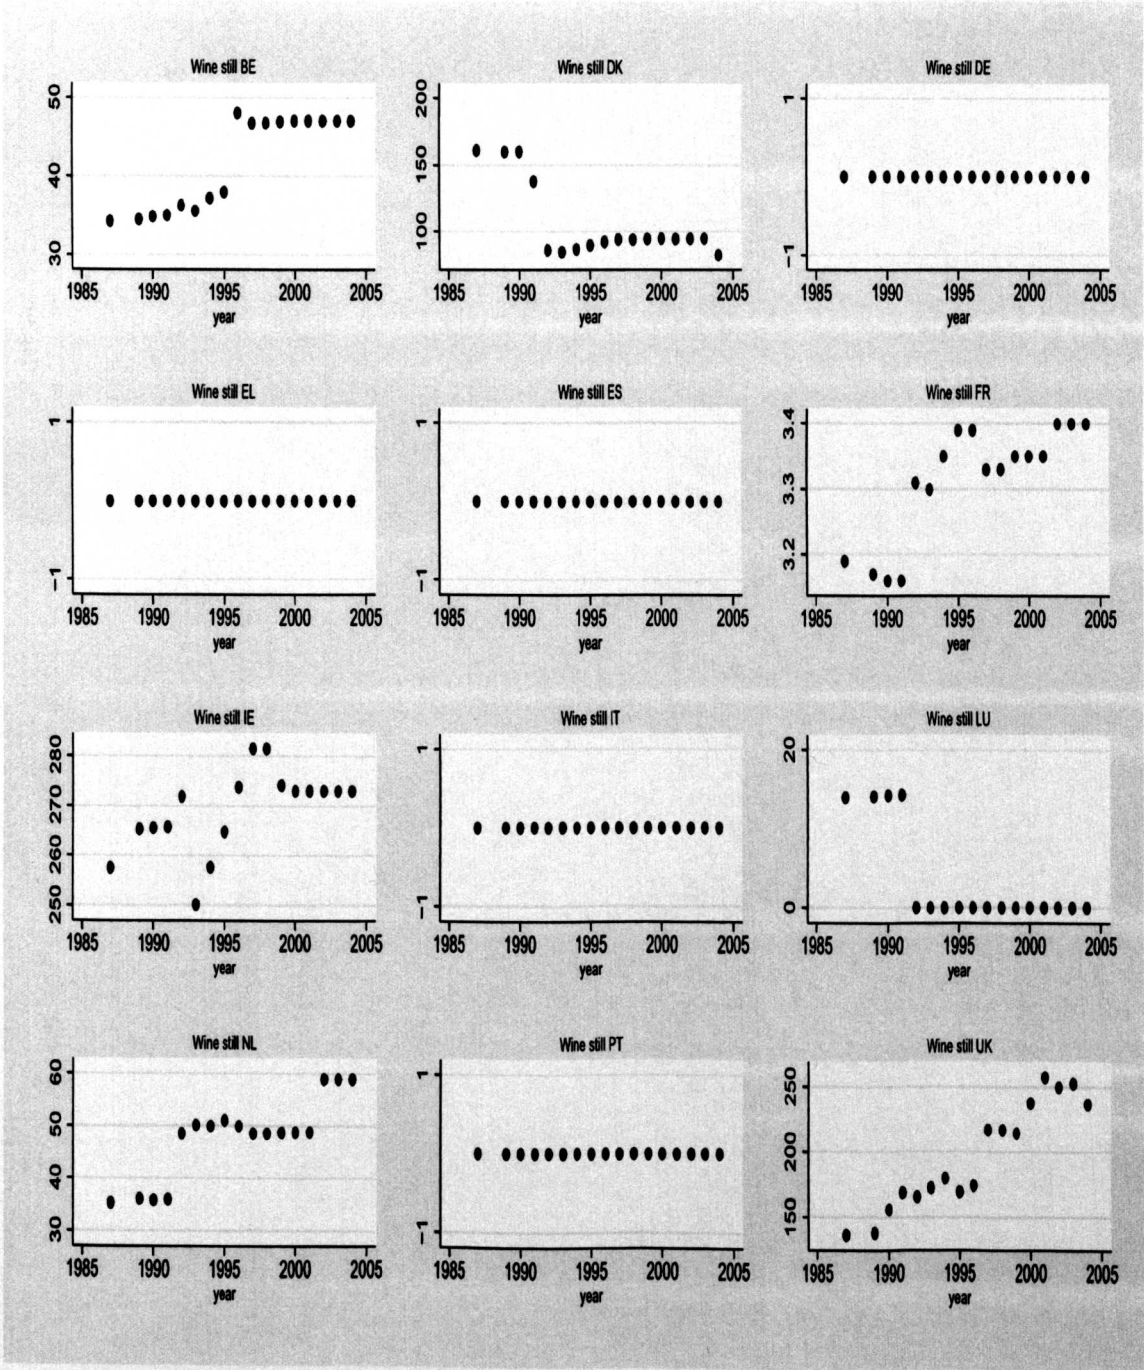 Wine still BE
Wine still DK
Wine still DE
50
40
30
200
150
100
1
−1
1985 1990 1995 2000 2005
1985 1990 1995 2000 2005
1985 1990 1995 2000 2005
year
year
year
Wine still EL
Wine still ES
Wine still FR
1
−1
1
−1
3.4
3.3
3.2
1985 1990 1995 2000 2005
1985 1990 1995 2000 2005
1985 1990 1995 2000 2005
year
year
year
Wine still IE
Wine still IT
Wine still LU
280
270
260
250
1
−1
20
0
1985 1990 1995 2000 2005
1985 1990 1995 2000 2005
1985 1990 1995 2000 2005
year
year
year
Wine still NL
Wine still PT
Wine still UK
60
50
40
30
1
−1
250
200
150
1985 1990 1995 2000 2005
1985 1990 1995 2000 2005
1985 1990 1995 2000 2005
year
year
year